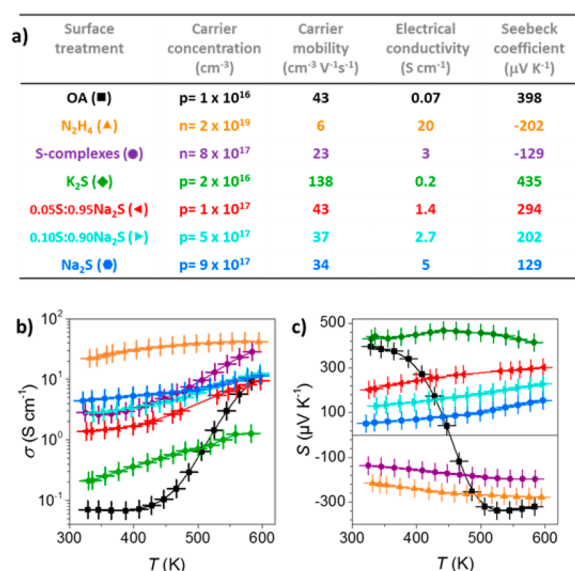 a)
Surface treatment Carrier concentration (cm⁻³) Carrier mobility (cm⁻³ V⁻¹s⁻¹) Electrical conductivity (S cm⁻¹) Seebeck coefficient (μV K⁻¹)
OA (■) p= 1 x 10¹⁶ 43 0.07 398
N₂H₄ (▲) n= 2 x 10¹⁹ 6 20 -202
S-complexes (●) n= 8 x 10¹⁷ 23 3 -129
K₂S (◆) p= 2 x 10¹⁶ 138 0.2 435
0.05S:0.95Na₂S (◄) p= 1 x 10¹⁷ 43 1.4 294
0.10S:0.90Na₂S (►) p= 5 x 10¹⁷ 37 2.7 202
Na₂S (⬣) p= 9 x 10¹⁷ 34 5 129
b)
10²
10¹
10⁰
10⁻¹
σ (S cm⁻¹)
300 400 500 600
T (K)
c)
500
300
100
-100
-300
S (μV K⁻¹)
300 400 500 600
T (K)